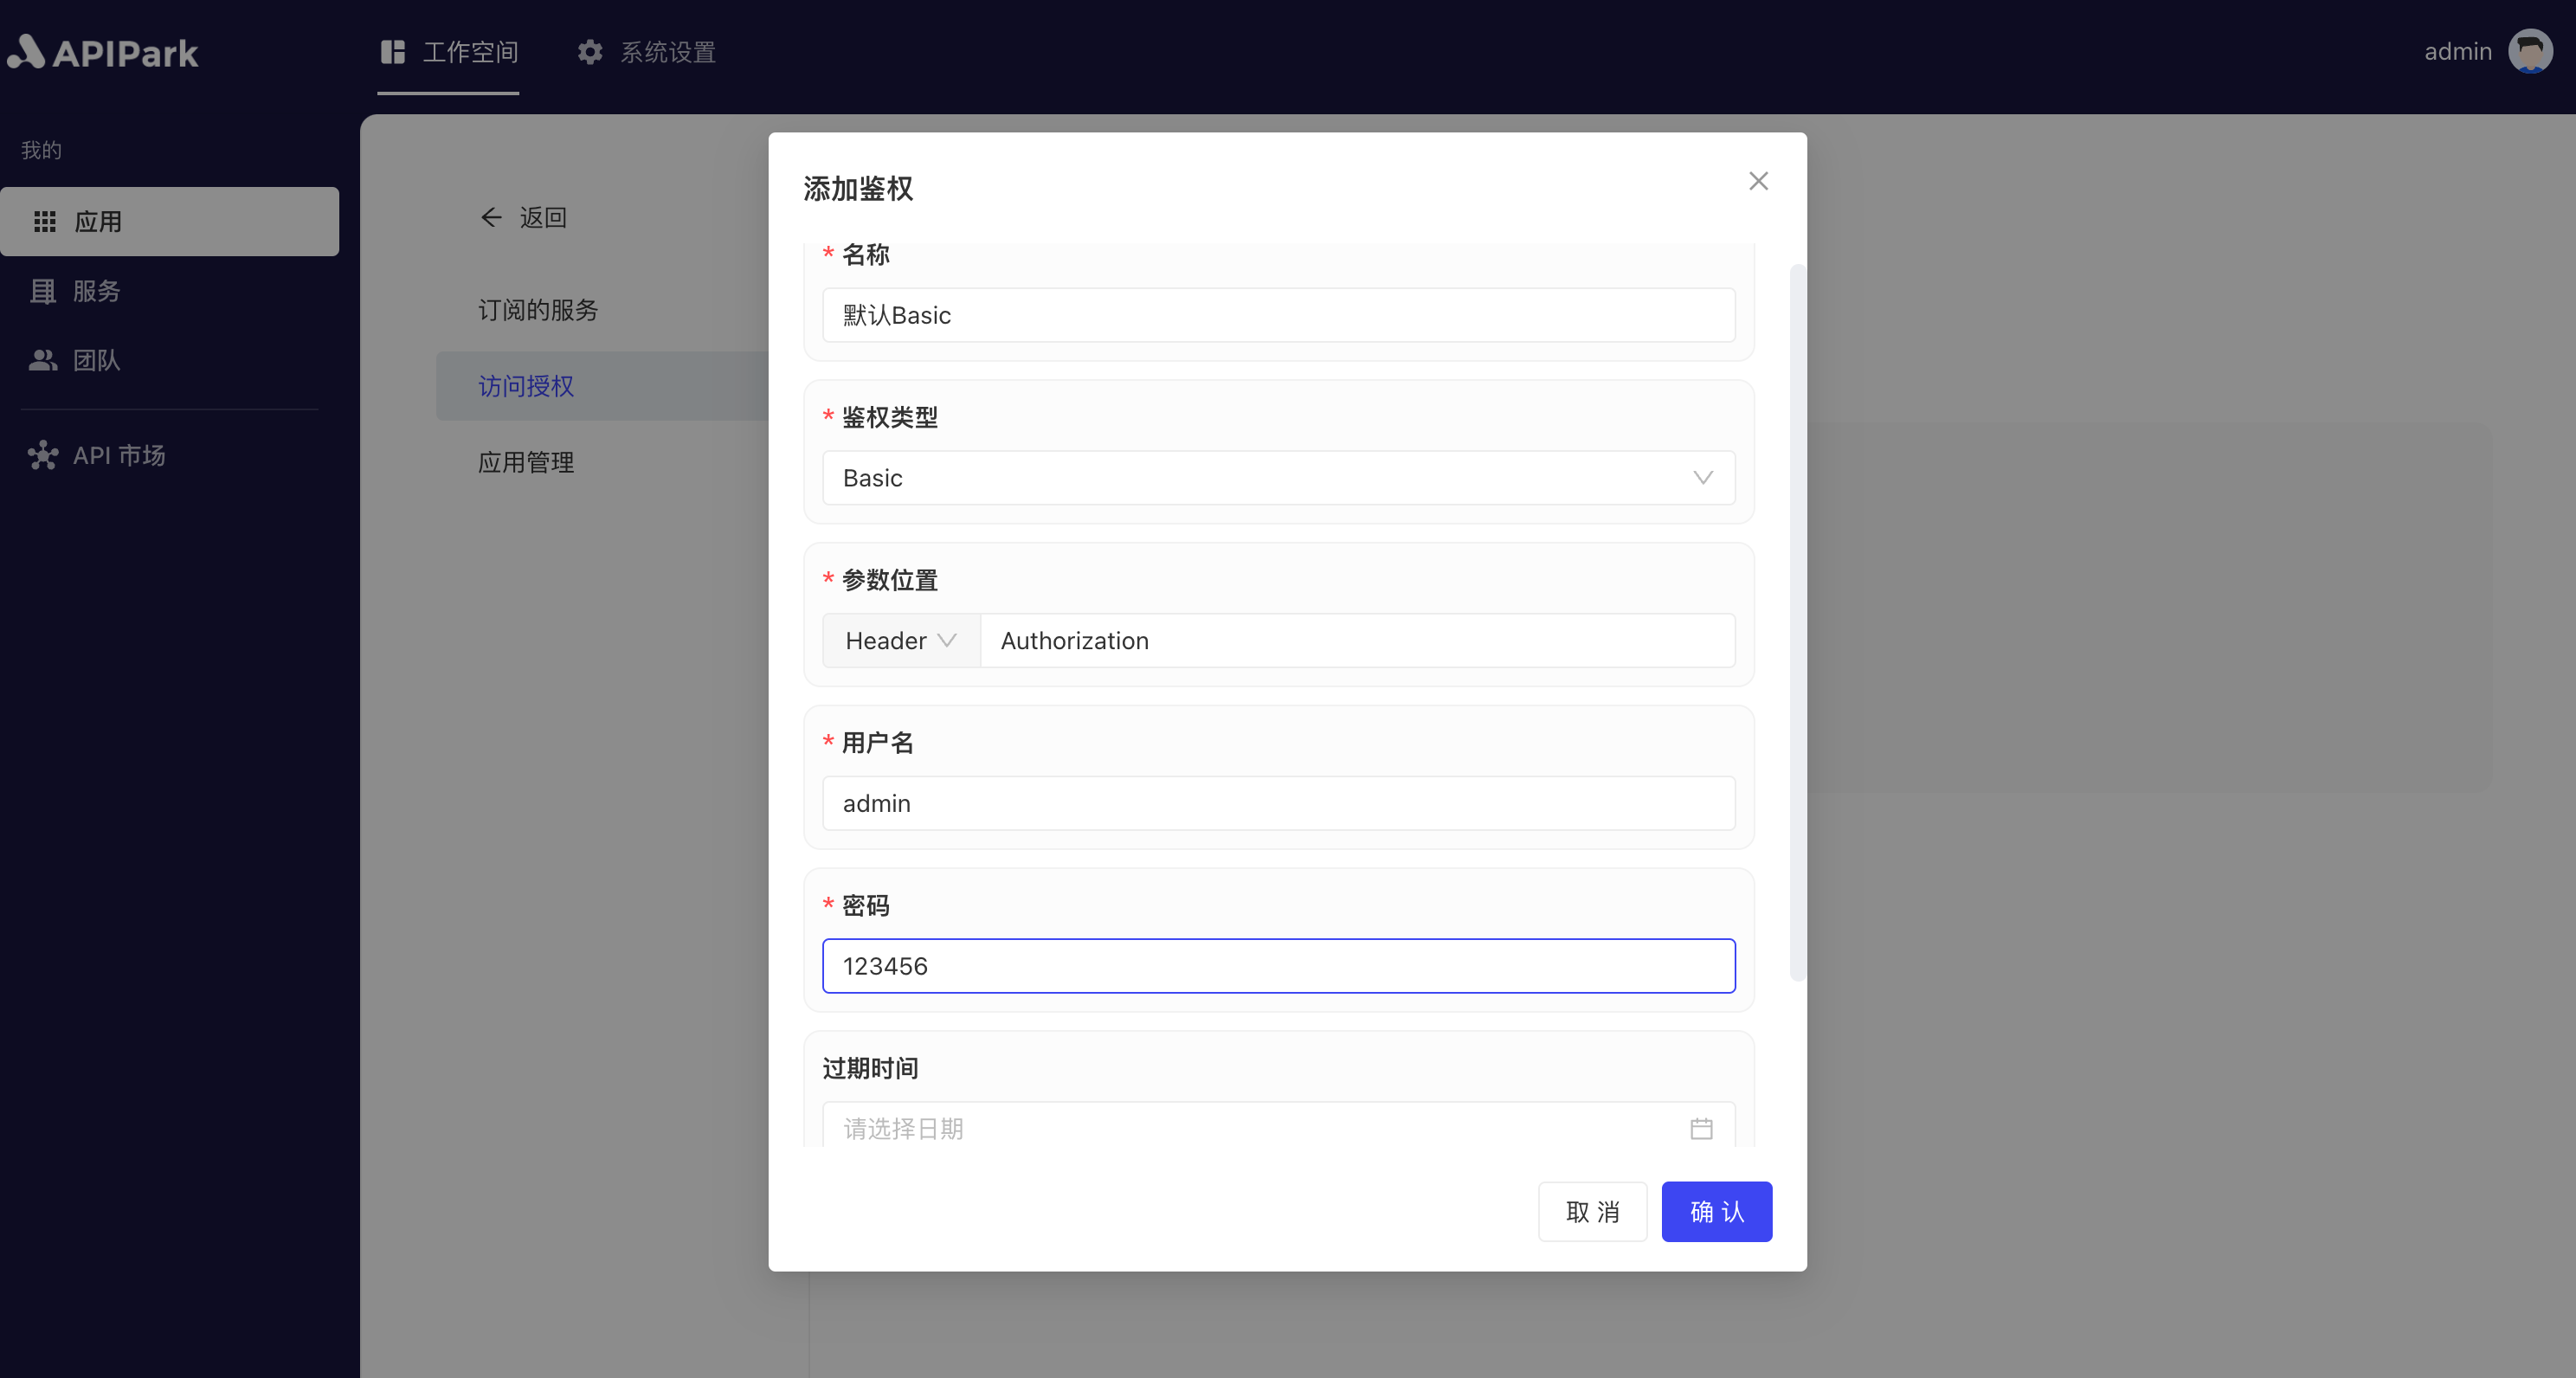 APIPark
工作空间
系统设置
admin
我的
应用
服务
团队
API 市场
返回
订阅的服务
访问授权
应用管理
添加鉴权
* 名称
默认Basic
* 鉴权类型
Basic
* 参数位置
Header
Authorization
* 用户名
admin
* 密码
123456
过期时间
请选择日期
取 消
确 认